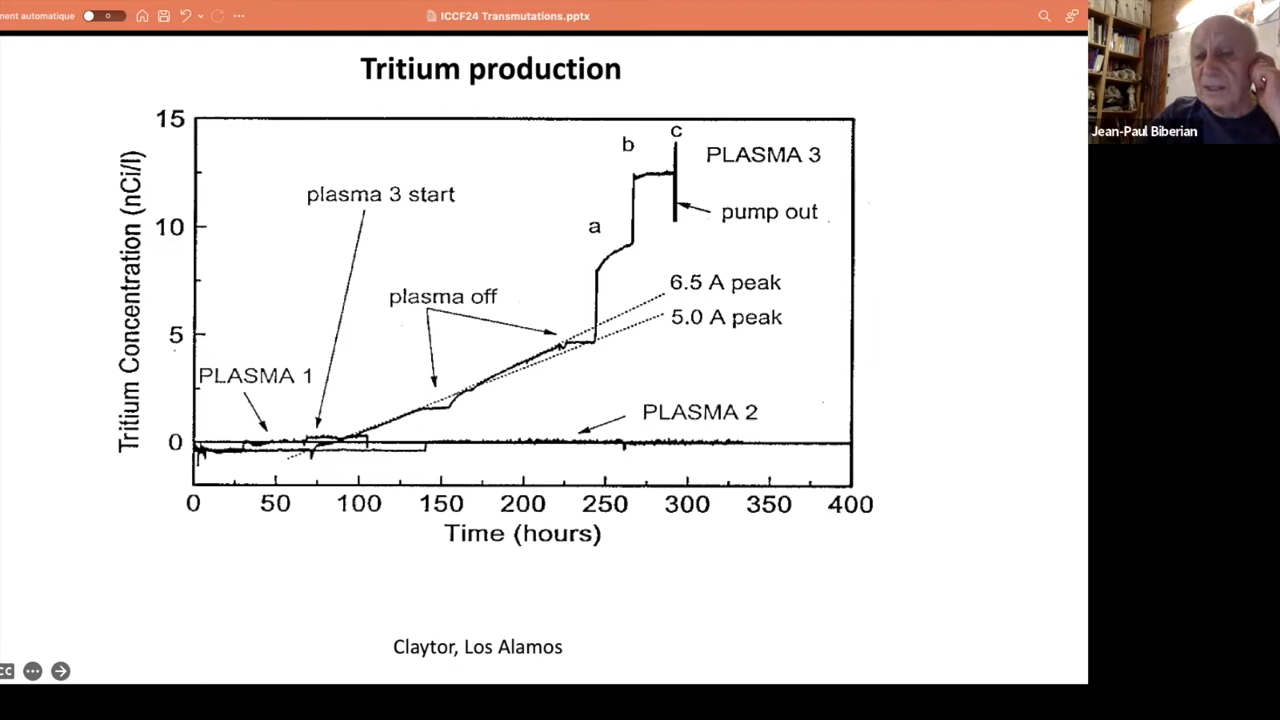 ment automatique
ICCF24 Transmutations.pptx
Jean-Paul Biberian
Tritium production
15
10
5
0
Tritium Concentration (nCi/l)
plasma 3 start
b
c
PLASMA 3
pump out
a
plasma off
6.5 A peak
5.0 A peak
PLASMA 1
PLASMA 2
0 50 100 150 200 250 300 350 400
Time (hours)
Claytor, Los Alamos
CC